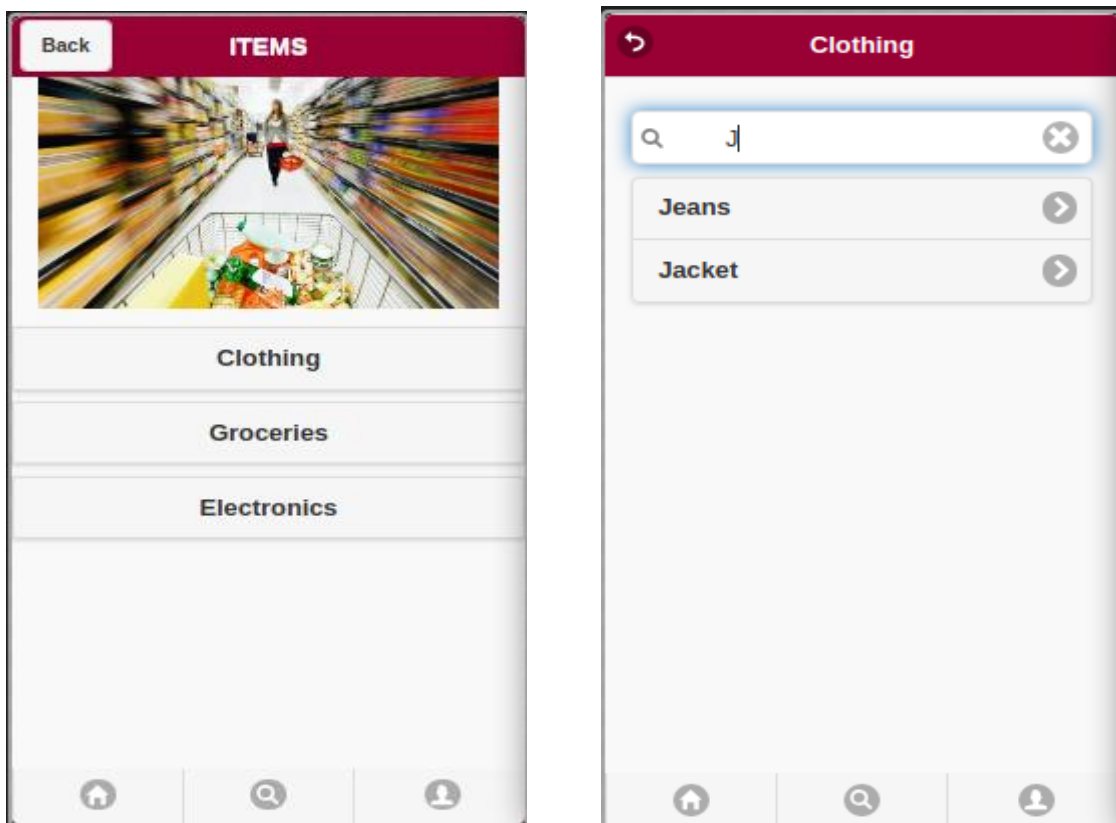 Back
ITEMS
Clothing
Groceries
Electronics
Clothing
J
Jeans
Jacket